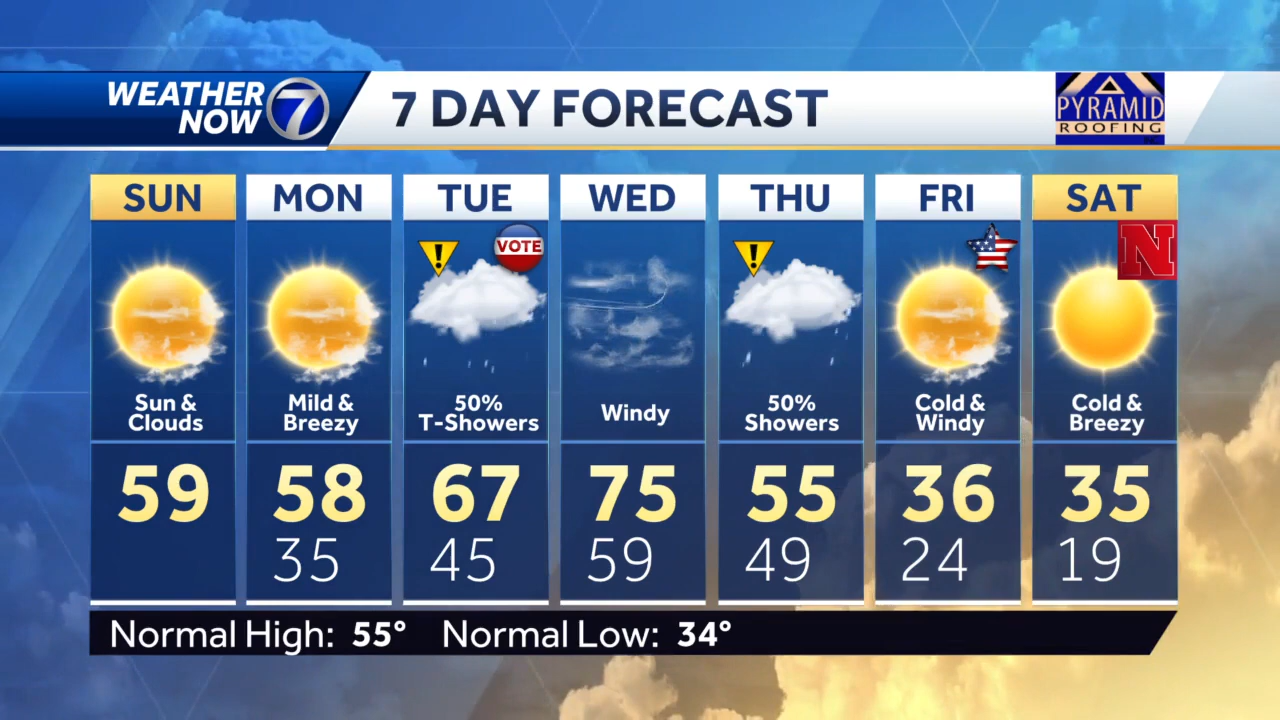 WEATHER
NOW
7
7 DAY FORECAST
PYRAMID
ROOFING
SUN
MON
TUE
WED
THU
FRI
SAT
!
VOTE
!
N
Sun &
Clouds
Mild &
Breezy
50%
T-Showers
Windy
50%
Showers
Cold &
Windy
Cold &
Breezy
59
58
67
75
55
36
35
35
45
59
49
24
19
Normal High: 55° Normal Low: 34°